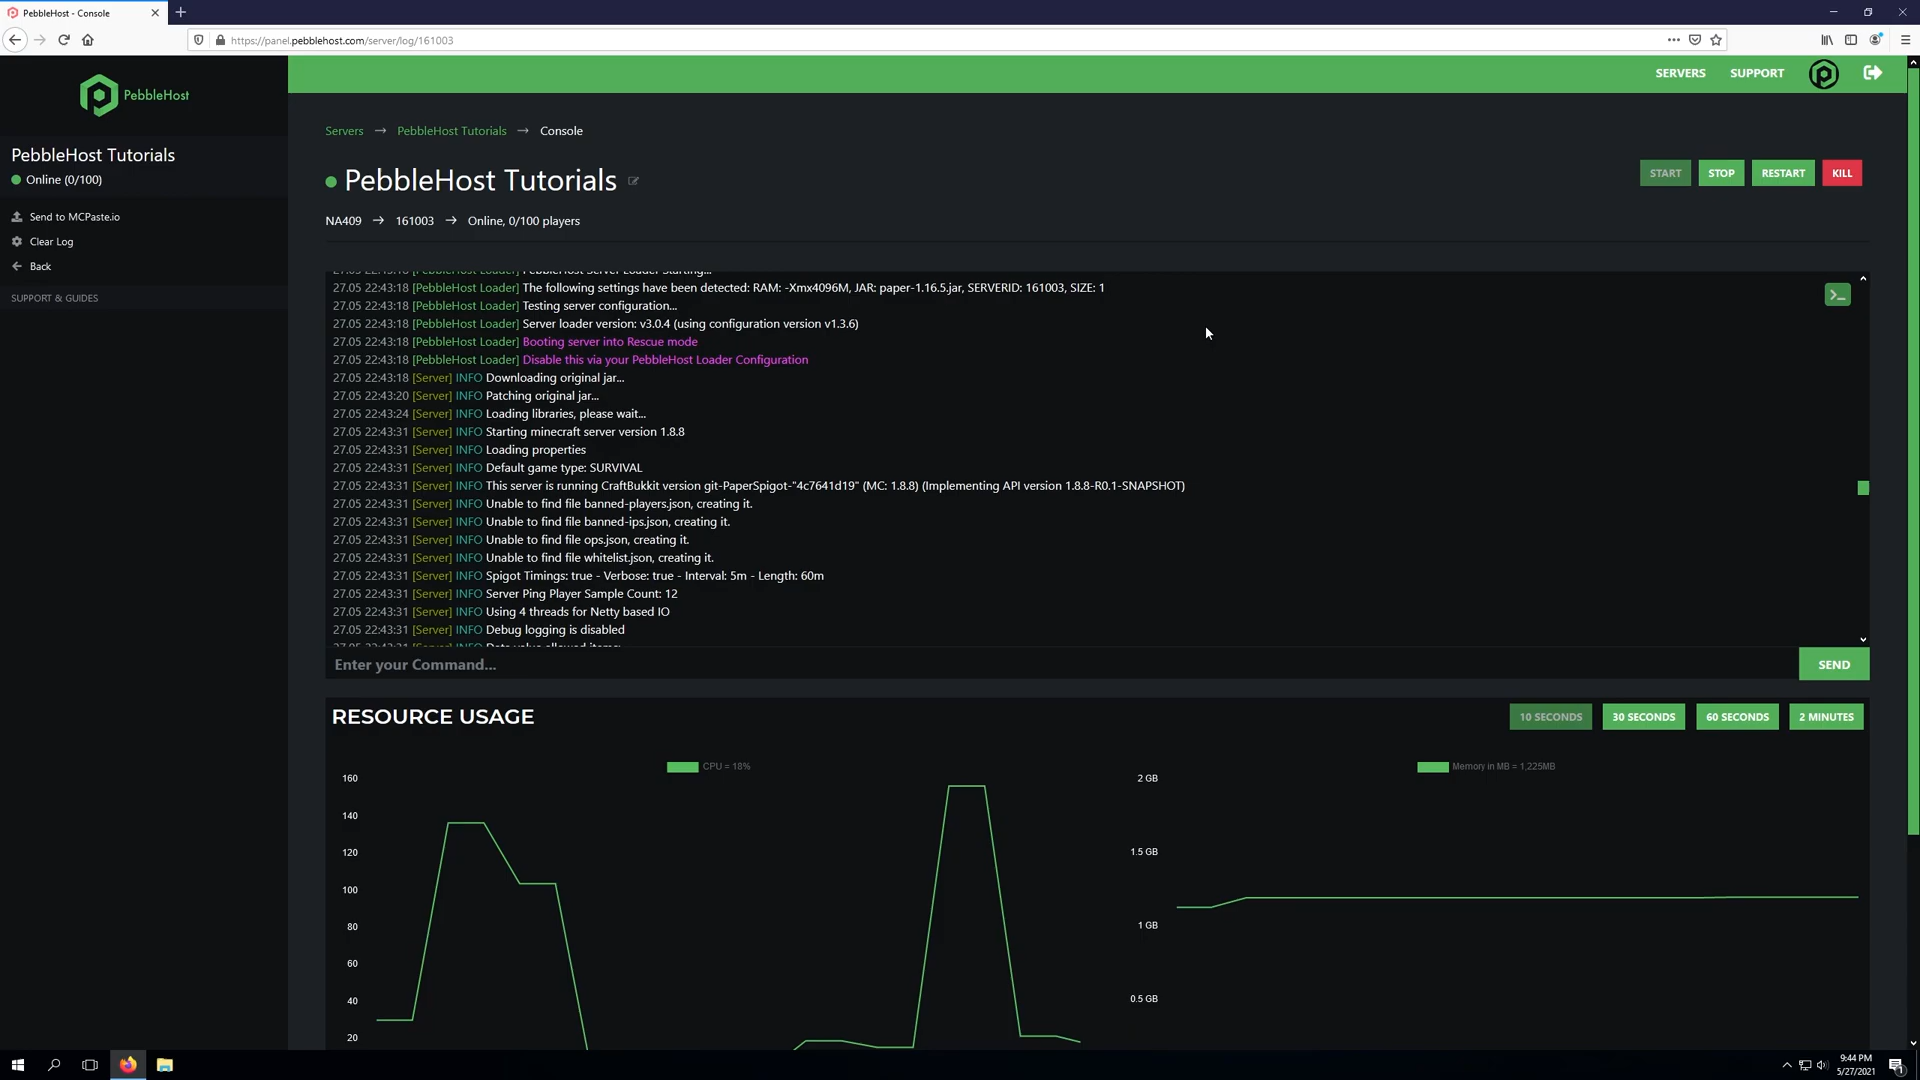 PebbleHost - Console
https://panel.pebblehost.com/server/log/161003
PebbleHost
SERVERS
SUPPORT
PebbleHost Tutorials
Online (0/100)
Send to MCPaste.io
Clear Log
Back
SUPPORT & GUIDES
Servers → PebbleHost Tutorials → Console
PebbleHost Tutorials
START
STOP
RESTART
KILL
NA409 → 161003 → Online, 0/100 players
27.05 22:43:18 [PebbleHost Loader] PebbleHost Server Loader Starting...
27.05 22:43:18 [PebbleHost Loader] The following settings have been detected: RAM: -Xmx4096M, JAR: paper-1.16.5.jar, SERVERID: 161003, SIZE: 1
27.05 22:43:18 [PebbleHost Loader] Testing server configuration...
27.05 22:43:18 [PebbleHost Loader] Server loader version: v3.0.4 (using configuration version v1.3.6)
27.05 22:43:18 [PebbleHost Loader] Booting server into Rescue mode
27.05 22:43:18 [PebbleHost Loader] Disable this via your PebbleHost Loader Configuration
27.05 22:43:18 [Server] INFO Downloading original jar...
27.05 22:43:20 [Server] INFO Patching original jar...
27.05 22:43:24 [Server] INFO Loading libraries, please wait...
27.05 22:43:31 [Server] INFO Starting minecraft server version 1.8.8
27.05 22:43:31 [Server] INFO Loading properties
27.05 22:43:31 [Server] INFO Default game type: SURVIVAL
27.05 22:43:31 [Server] INFO This server is running CraftBukkit version git-PaperSpigot-"4c7641d19" (MC: 1.8.8) (Implementing API version 1.8.8-R0.1-SNAPSHOT)
27.05 22:43:31 [Server] INFO Unable to find file banned-players.json, creating it.
27.05 22:43:31 [Server] INFO Unable to find file banned-ips.json, creating it.
27.05 22:43:31 [Server] INFO Unable to find file ops.json, creating it.
27.05 22:43:31 [Server] INFO Unable to find file whitelist.json, creating it.
27.05 22:43:31 [Server] INFO Spigot Timings: true - Verbose: true - Interval: 5m - Length: 60m
27.05 22:43:31 [Server] INFO Server Ping Player Sample Count: 12
27.05 22:43:31 [Server] INFO Using 4 threads for Netty based IO
27.05 22:43:31 [Server] INFO Debug logging is disabled
Enter your Command...
SEND
RESOURCE USAGE
10 SECONDS
30 SECONDS
60 SECONDS
2 MINUTES
CPU = 18%
160
140
120
100
80
60
40
20
Memory in MB = 1,225MB
2 GB
1.5 GB
1 GB
0.5 GB
9:44 PM
5/27/2021